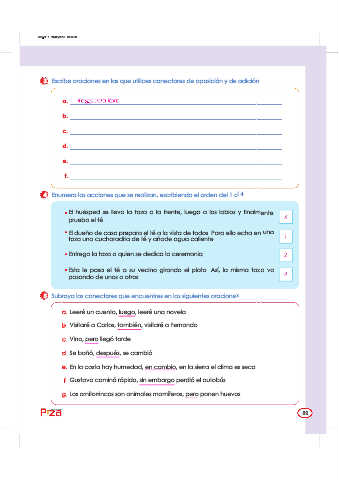 Escribe oraciones en las que utilices conectores de oposición y de adición
a.
b.
c.
d.
e.
f.
Enumera las acciones que se realizan, escribiendo el orden del 1 al 4
• El huésped se lleva la taza a la frente, luego a los labios y finalmente
prueba el té
• El dueño de casa prepara el té a la vista de todos Para ello echa en una
taza una cucharadita de té y añade agua caliente
1
• Entrega la taza a quien se dedica la ceremonia
2
• Este le pasa el té a su vecino girando el plato Así, la misma taza va
pasando de unos a otros
Subraya los conectores que encuentres en las siguientes oraciones
a. Leeré un cuento, luego, leeré una novela
b. Visitaré a Carlos, también, visitaré a Fernando
c. Vino, pero llegó tarde
d. Se bañó, después, se cambió
e. En la costa hay humedad, en cambio, en la sierra el clima es seco
f. Gustavo caminó rápido, sin embargo perdió el autobús
g. Los ornitorrincos son animales mamíferos, pero ponen huevos